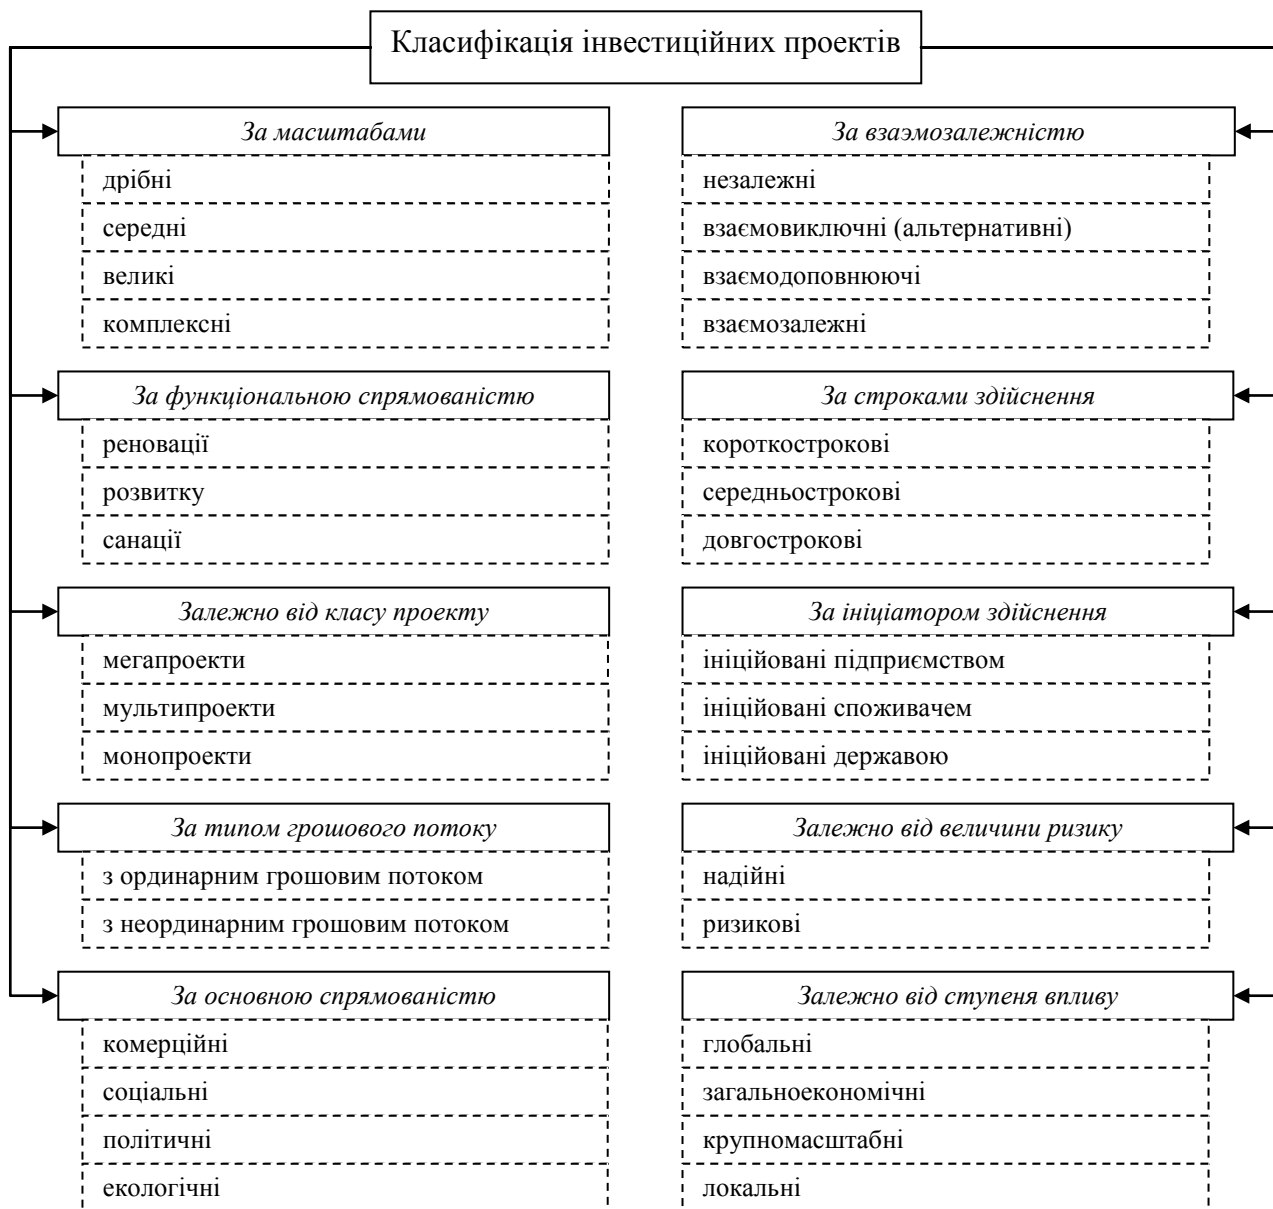 Класифікація інвестиційних проектів
За масштабами
дрібні
середні
великі
комплексні
За функціональною спрямованістю
реновації
розвитку
санації
Залежно від класу проекту
мегапроекти
мультипроекти
монопроекти
За типом грошового потоку
з ординарним грошовим потоком
з неординарним грошовим потоком
За основною спрямованістю
комерційні
соціальні
політичні
екологічні
За взаэмозалежністю
незалежні
взаємовиключні (альтернативні)
взаємодоповнюючі
взаємозалежні
За строками здійснення
короткострокові
середньострокові
довгострокові
За ініціатором здійснення
ініційовані підприємством
ініційовані споживачем
ініційовані державою
Залежно від величини ризику
надійні
ризикові
Залежно від ступеня впливу
глобальні
загальноекономічні
крупномасштабні
локальні